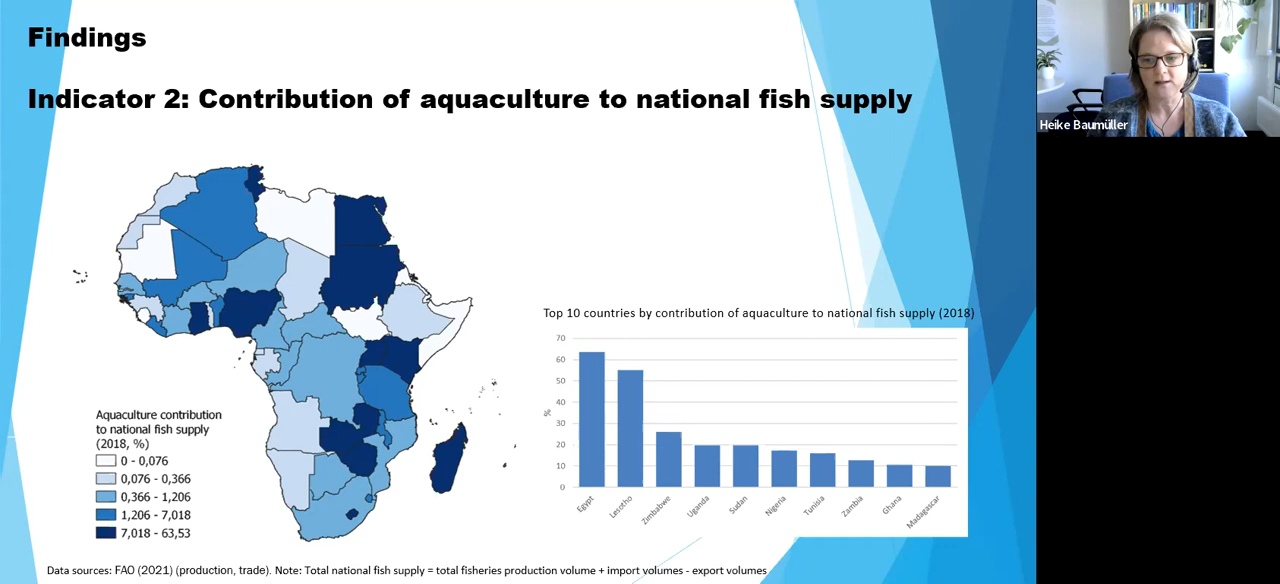 Findings
Indicator 2: Contribution of aquaculture to national fish supply
Heike Baumüller
Aquaculture contribution
to national fish supply
(2018, %)
0 - 0,076
0,076 - 0,366
0,366 - 1,206
1,206 - 7,018
7,018 - 63,53
Top 10 countries by contribution of aquaculture to national fish supply (2018)
%
70
60
50
40
30
20
10
0
Egypt
Lesotho
Zimbabwe
Uganda
Sudan
Nigeria
Tunisia
Zambia
Ghana
Madagascar
Data sources: FAO (2021) (production, trade). Note: Total national fish supply = total fisheries production volume + import volumes - export volumes